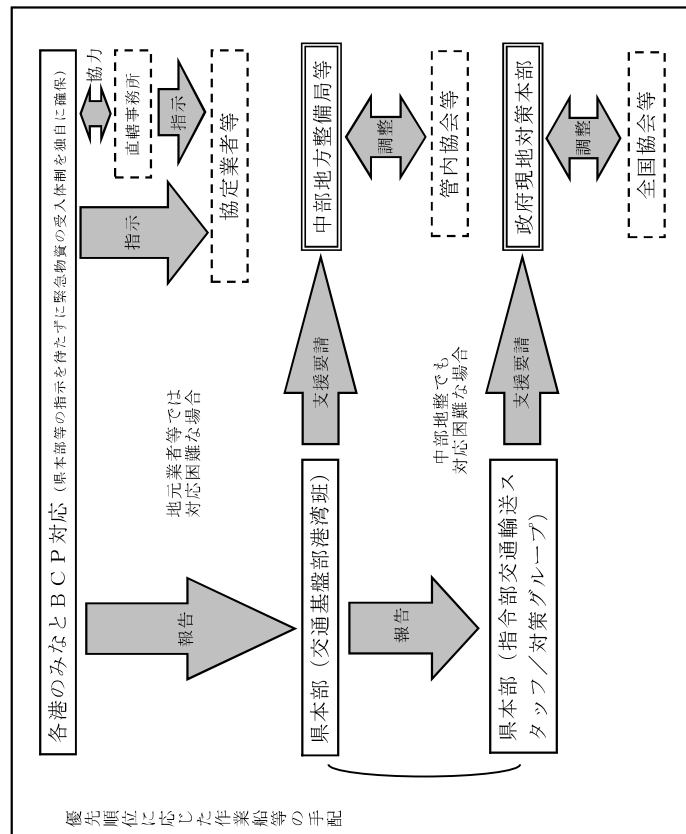 各港のみなとBCP対応（県本部等の指示を待たずに緊急物資の受入体制を独自に確保）
協力
直轄事務所
指示
指示
協定業者等
報告
地元業者等では
対応困難な場合
県本部（交通基盤部港湾班）
支援要請
中部地方整備局等
調整
管内協会等
報告
中部地整でも
対応困難な場合
県本部（指令部交通輸送ス
タッフ／対策グループ）
支援要請
政府現地対策本部
調整
全国協会等
優先順位に応じた作業船等の手配